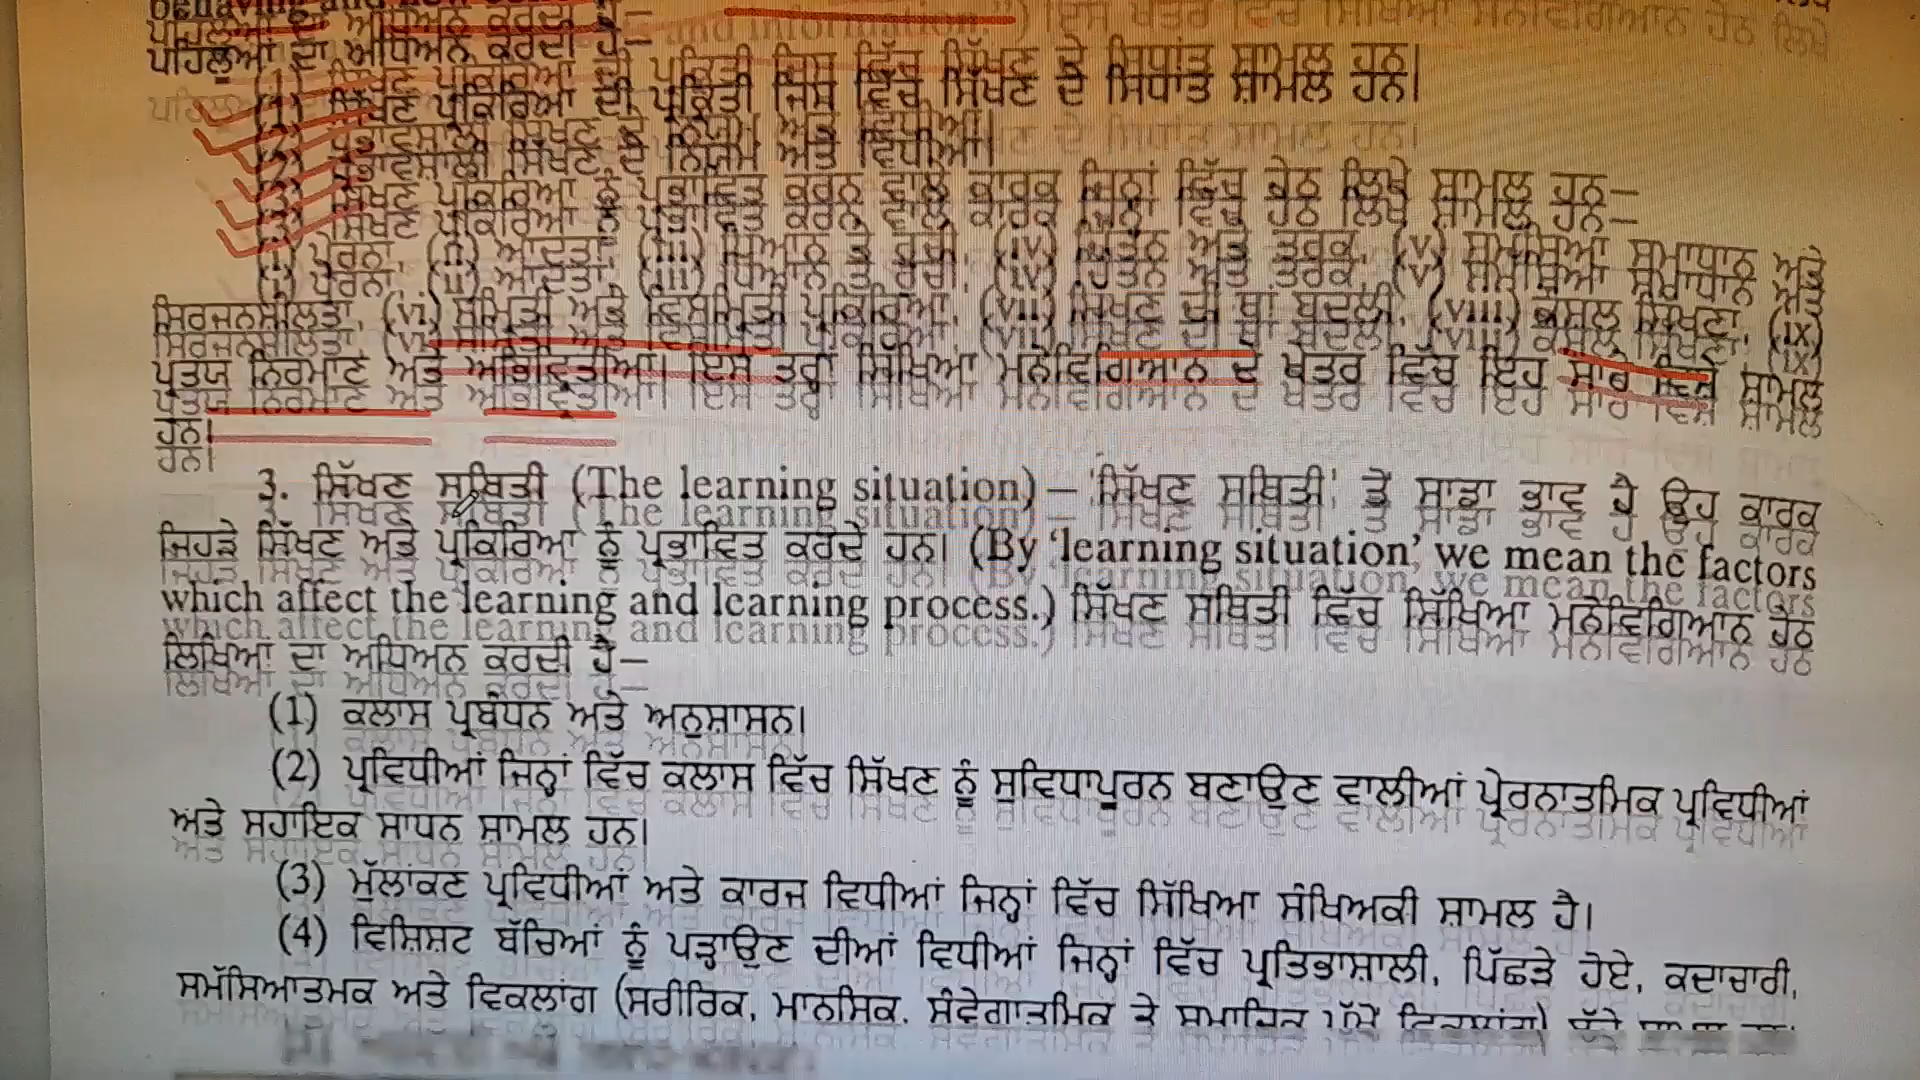 ਪਹਿਲੂਆਂ ਦਾ ਅਧਿਅਨ ਕਰਦੀ ਹੈ—
(1) ਸਿੱਖਣ ਪ੍ਰਕਿਰਿਆ ਦੀ ਪ੍ਰਕਿਤੀ ਜਿਸ ਵਿੱਚ ਸਿੱਖਣ ਦੇ ਸਿਧਾਂਤ ਸ਼ਾਮਲ ਹਨ।
(2) ਪ੍ਰਭਾਵਸ਼ਾਲੀ ਸਿੱਖਣ ਦੇ ਨਿਯਮ ਅਤੇ ਵਿਧੀਆਂ।
(3) ਸਿੱਖਣ ਪ੍ਰਕਿਰਿਆ ਨੂੰ ਪ੍ਰਭਾਵਿਤ ਕਰਨ ਵਾਲੇ ਕਾਰਕ ਜਿਨ੍ਹਾਂ ਵਿੱਚ ਹੇਠ ਲਿਖੇ ਸ਼ਾਮਲ ਹਨ—
(i) ਪ੍ਰੇਰਨਾ, (ii) ਆਦਤਾਂ, (iii) ਧਿਆਨ ਤੇ ਰੁਚੀ, (iv) ਚਿੰਤਨ ਅਤੇ ਤਰਕ, (v) ਸਮੱਸਿਆ ਸਮਾਧਾਨ ਅਤੇ
ਸਿਰਜਨਸ਼ੀਲਤਾ, (vi) ਸਮ੍ਰਿਤੀ ਅਤੇ ਵਿਸਮ੍ਰਿਤੀ ਪ੍ਰਕਿਰਿਆ, (vii) ਸਿੱਖਣ ਦੀ ਥਾਂ ਬਦਲੀ, (viii) ਕੁਸ਼ਲ ਸਿੱਖਣਾ, (ix)
ਪ੍ਰਤਯ ਨਿਰਮਾਣ ਅਤੇ ਅਭਿਵ੍ਰਿਤੀਆਂ। ਇਸ ਤਰ੍ਹਾਂ ਸਿੱਖਿਆ ਮਨੋਵਿਗਿਆਨ ਦੇ ਖੇਤਰ ਵਿੱਚ ਇਹ ਸਾਰੇ ਵਿਸ਼ੇ ਸ਼ਾਮਲ
ਹਨ।
3. ਸਿੱਖਣ ਸਥਿਤੀ (The learning situation) – 'ਸਿੱਖਣ ਸਥਿਤੀ' ਤੋਂ ਸਾਡਾ ਭਾਵ ਹੈ ਉਹ ਕਾਰਕ
ਜਿਹੜੇ ਸਿੱਖਣ ਅਤੇ ਪ੍ਰਕਿਰਿਆ ਨੂੰ ਪ੍ਰਭਾਵਿਤ ਕਰਦੇ ਹਨ। (By ‘learning situation’ we mean the factors
which affect the learning and learning process.) ਸਿੱਖਣ ਸਥਿਤੀ ਵਿੱਚ ਸਿੱਖਿਆ ਮਨੋਵਿਗਿਆਨ ਹੇਠ
ਲਿਖਿਆਂ ਦਾ ਅਧਿਅਨ ਕਰਦੀ ਹੈ—
(1) ਕਲਾਸ ਪ੍ਰਬੰਧਨ ਅਤੇ ਅਨੁਸ਼ਾਸਨ।
(2) ਪ੍ਰਵਿਧੀਆਂ ਜਿਨ੍ਹਾਂ ਵਿੱਚ ਕਲਾਸ ਵਿੱਚ ਸਿੱਖਣ ਨੂੰ ਸੁਵਿਧਾਪੂਰਨ ਬਣਾਉਣ ਵਾਲੀਆਂ ਪ੍ਰੇਰਨਾਤਮਿਕ ਪ੍ਰਵਿਧੀਆਂ
ਅਤੇ ਸਹਾਇਕ ਸਾਧਨ ਸ਼ਾਮਲ ਹਨ।
(3) ਮੁੱਲਾਂਕਣ ਪ੍ਰਵਿਧੀਆਂ ਅਤੇ ਕਾਰਜ ਵਿਧੀਆਂ ਜਿਨ੍ਹਾਂ ਵਿੱਚ ਸਿੱਖਿਆ ਸੰਖਿਅਕੀ ਸ਼ਾਮਲ ਹੈ।
(4) ਵਿਸ਼ਿਸ਼ਟ ਬੱਚਿਆਂ ਨੂੰ ਪੜ੍ਹਾਉਣ ਦੀਆਂ ਵਿਧੀਆਂ ਜਿਨ੍ਹਾਂ ਵਿੱਚ ਪ੍ਰਤਿਭਾਸ਼ਾਲੀ, ਪਿੱਛੜੇ ਹੋਏ, ਕਦਾਚਾਰੀ,
ਸਮੱਸਿਆਤਮਕ ਅਤੇ ਵਿਕਲਾਂਗ (ਸਰੀਰਿਕ, ਮਾਨਸਿਕ, ਸੰਵੇਗਾਤਮਿਕ ਤੇ